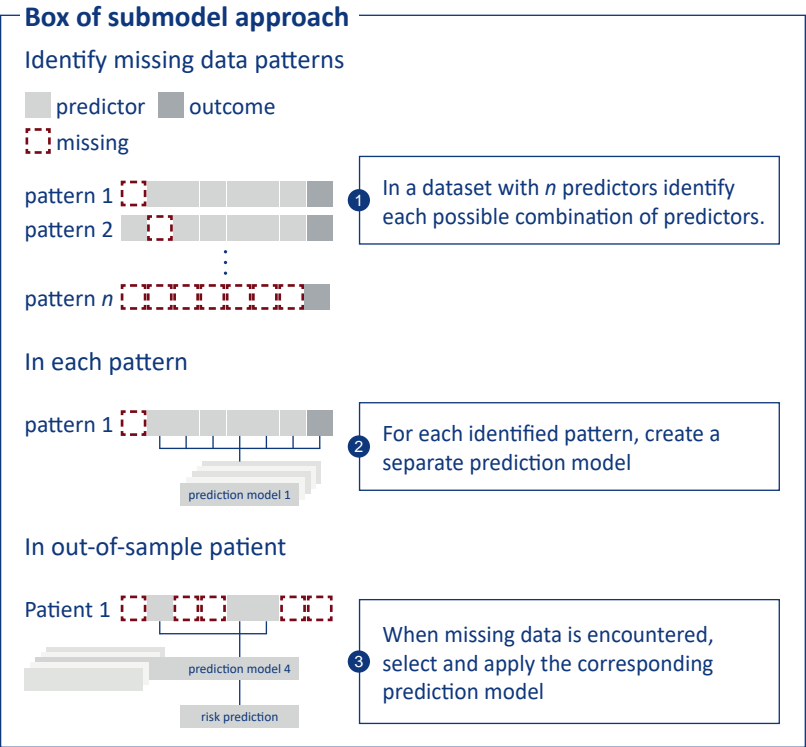 Box of submodel approach
Identify missing data patterns
predictor outcome
missing
pattern 1
pattern 2
pattern n
1
In a dataset with n predictors identify
each possible combination of predictors.
In each pattern
pattern 1
prediction model 1
2
For each identified pattern, create a
separate prediction model
In out-of-sample patient
Patient 1
prediction model 4
risk prediction
3
When missing data is encountered,
select and apply the corresponding
prediction model